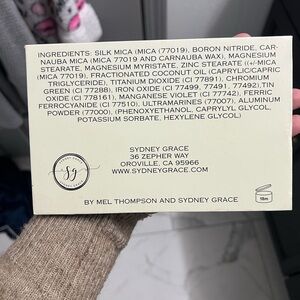 INGREDIENTS: SILK MICA (MICA (77019), BORON NITRIDE, CAR-
NAUBA MICA (MICA 77019 AND CARNAUBA WAX), MAGNESIUM
STEARATE, MAGNESIUM MYRISTATE, ZINC STEARATE ((+/-MICA
(MICA 77019), FRACTIONATED COCONUT OIL (CAPRYLIC/CAPRIC
TRIGLYCERIDE), TITANIUM DIOXIDE (CI 77891), CHROMIUM
GREEN (CI 77288), IRON OXIDE (CI 77499, 77491, 77492),TIN
OXIDE (CI 77861), MANGANESE VIOLET (CI 77742), FERRIC
FERROCYANIDE (CI 77510), ULTRAMARINES (77007), ALUMINUM
POWDER (77000), (PHENOXYETHANOL, CAPRYLYL GLYCOL,
POTASSIUM SORBATE, HEXYLENE GLYCOL)
SYDNEY GRACE
36 ZEPHER WAY
OROVILLE, CA 95966
WWW.SYDNEYGRACE.COM
Sg
18m
BY MEL THOMPSON AND SYDNEY GRACE